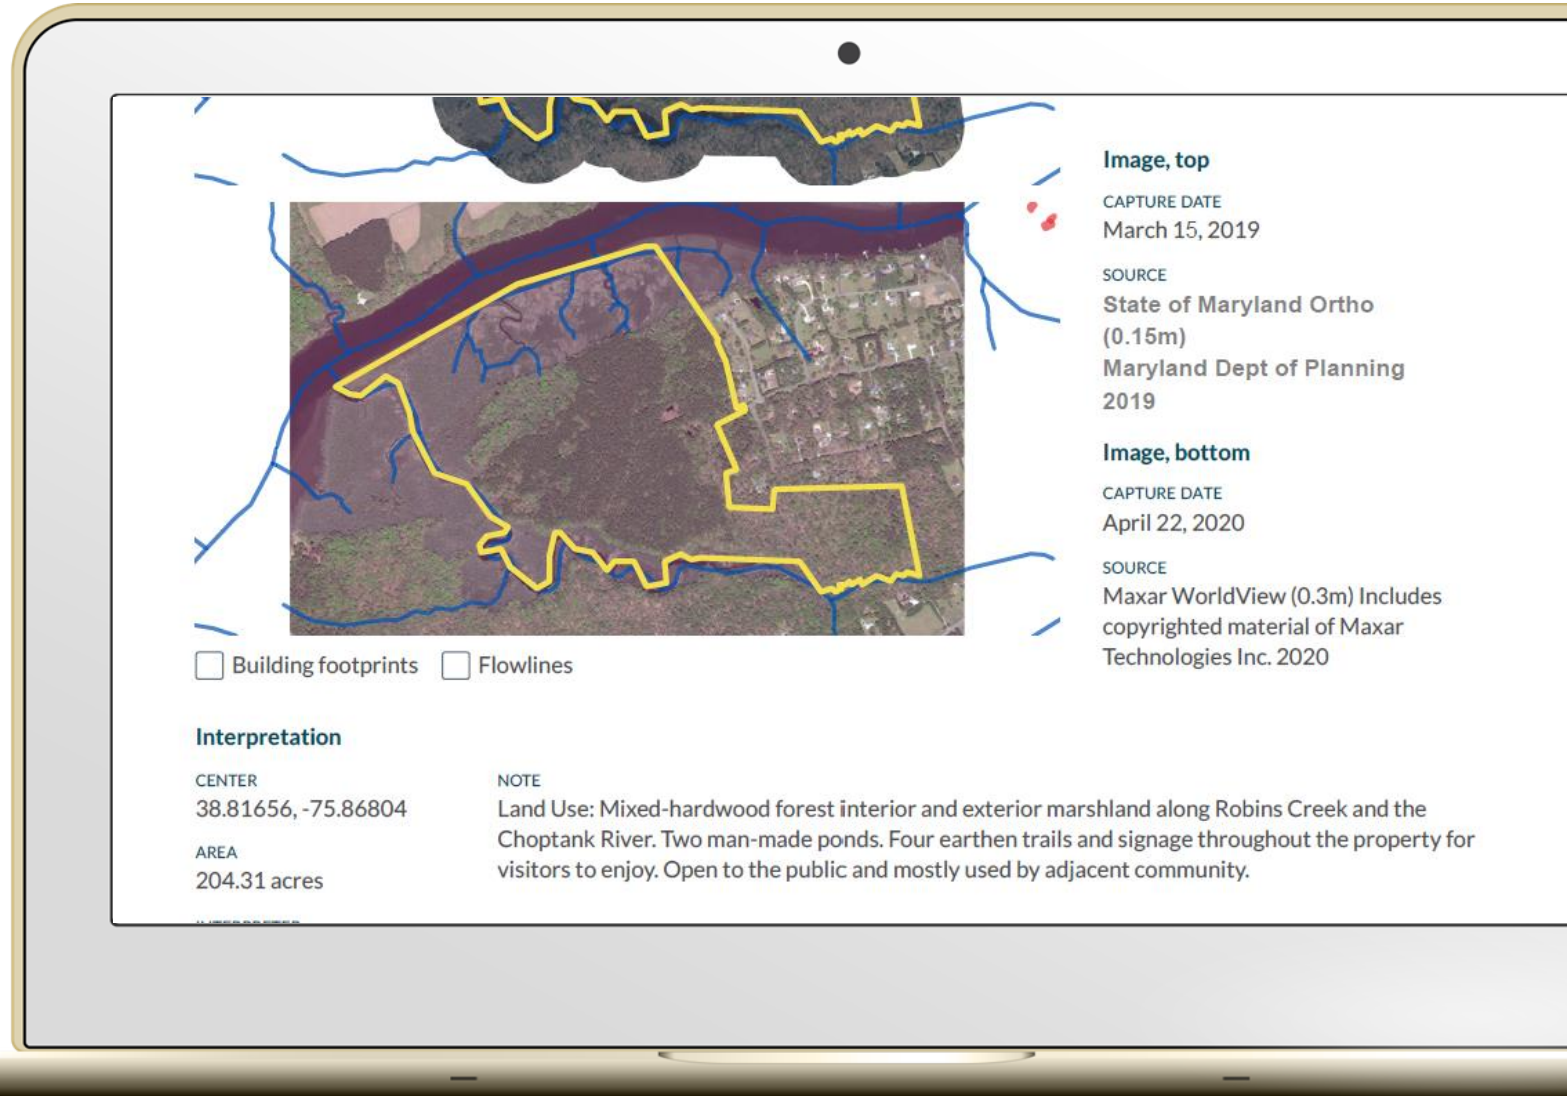 Image, top
CAPTURE DATE
March 15, 2019
SOURCE
State of Maryland Ortho
(0.15m)
Maryland Dept of Planning
2019
Image, bottom
CAPTURE DATE
April 22, 2020
SOURCE
Maxar WorldView (0.3m) Includes
copyrighted material of Maxar
Technologies Inc. 2020
Building footprints
Flowlines
Interpretation
CENTER
38.81656, -75.86804
AREA
204.31 acres
NOTE
Land Use: Mixed-hardwood forest interior and exterior marshland along Robins Creek and the
Choptank River. Two man-made ponds. Four earthen trails and signage throughout the property for
visitors to enjoy. Open to the public and mostly used by adjacent community.